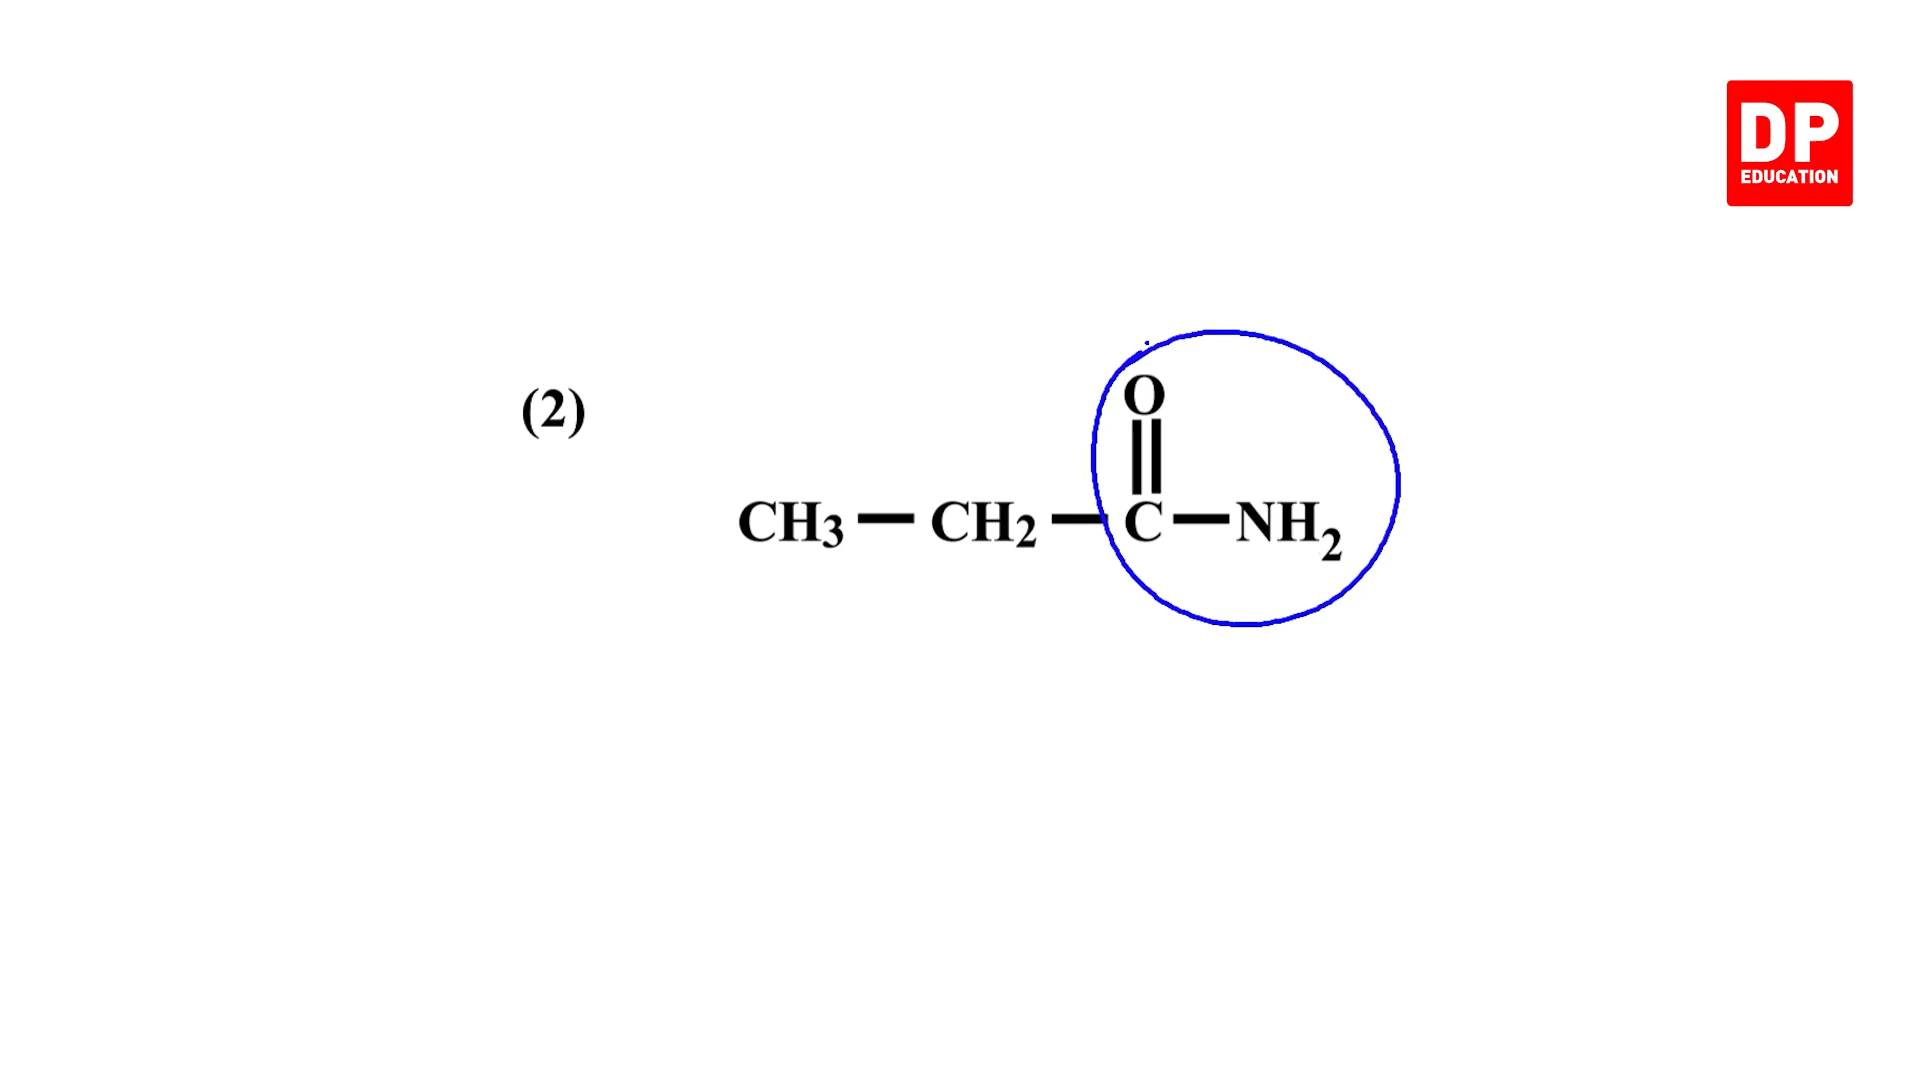 DP
EDUCATION
(2)
O
CH3 — CH2 — C — NH2